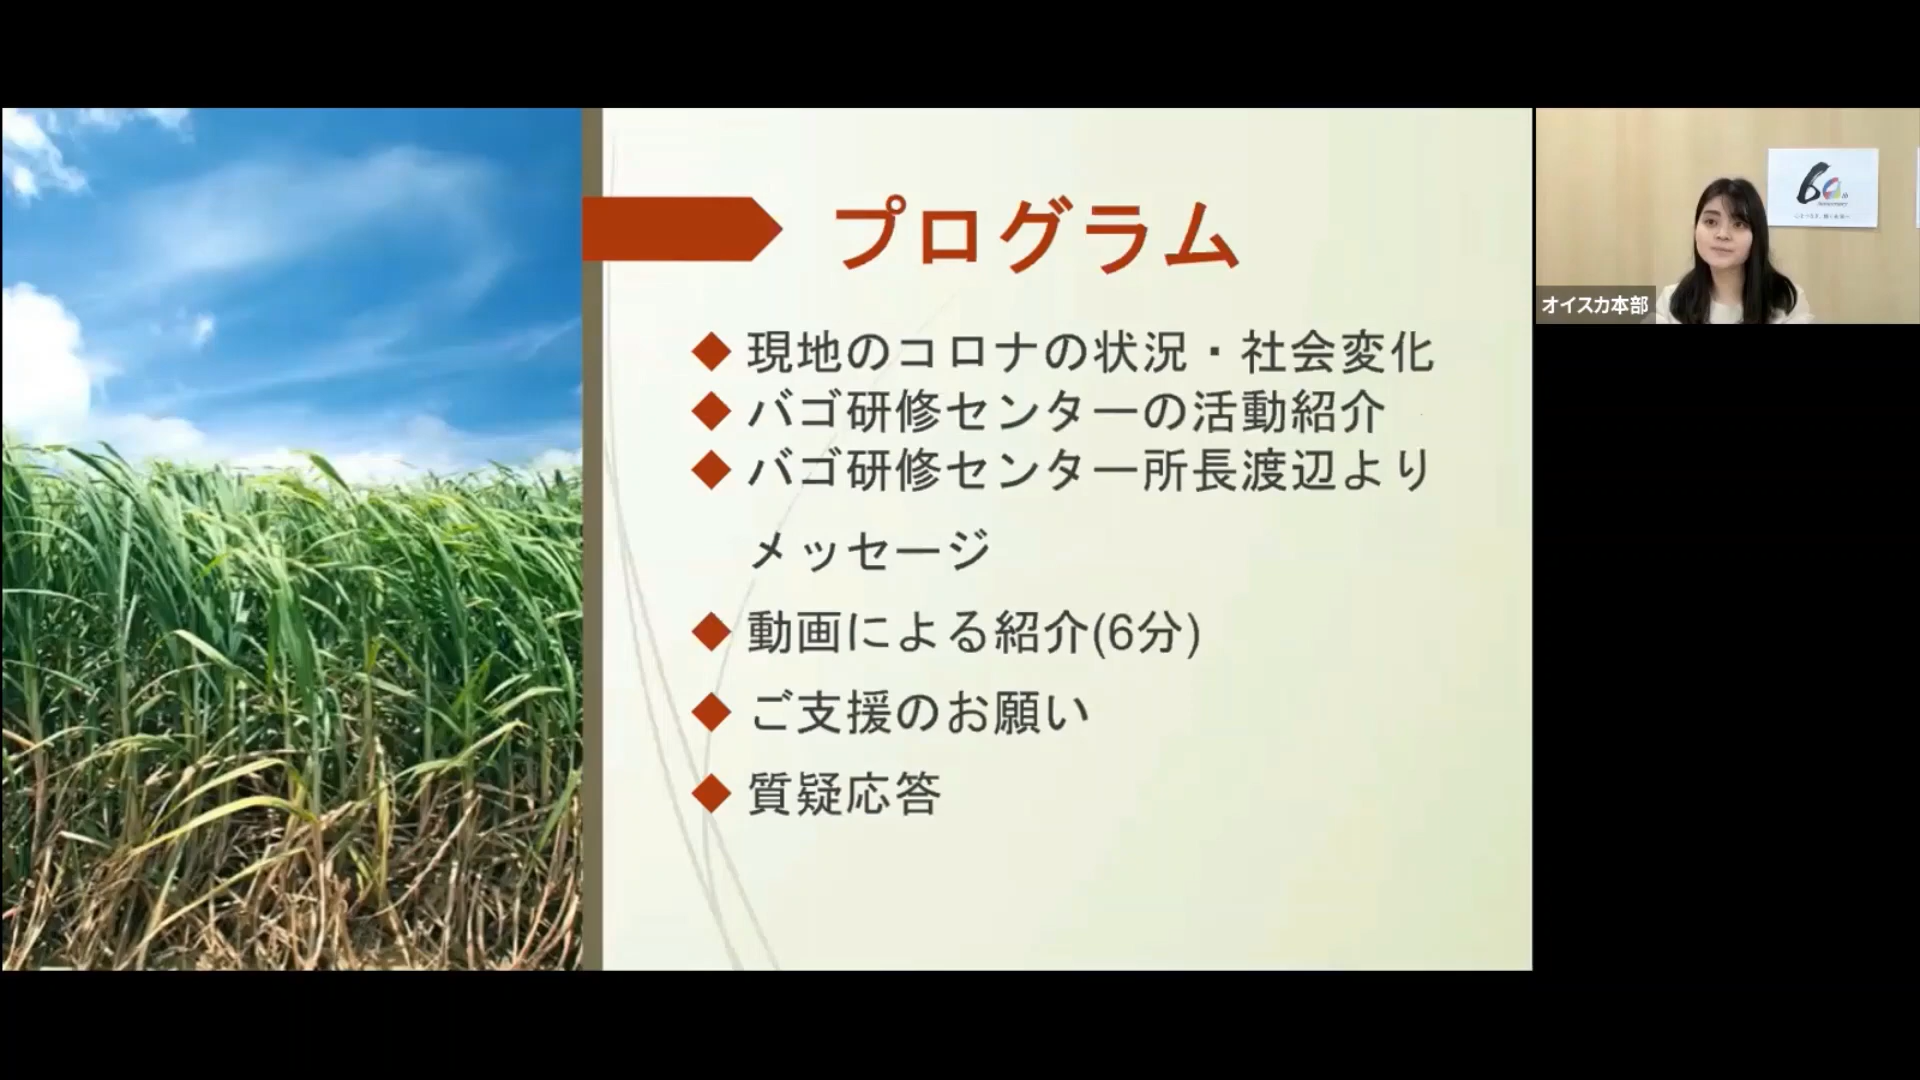 プログラム
現地のコロナの状況・社会変化
バゴ研修センターの活動紹介
バゴ研修センター所長渡辺より
メッセージ
動画による紹介(6分)
ご支援のお願い
質疑応答
60th
オイスカ本部